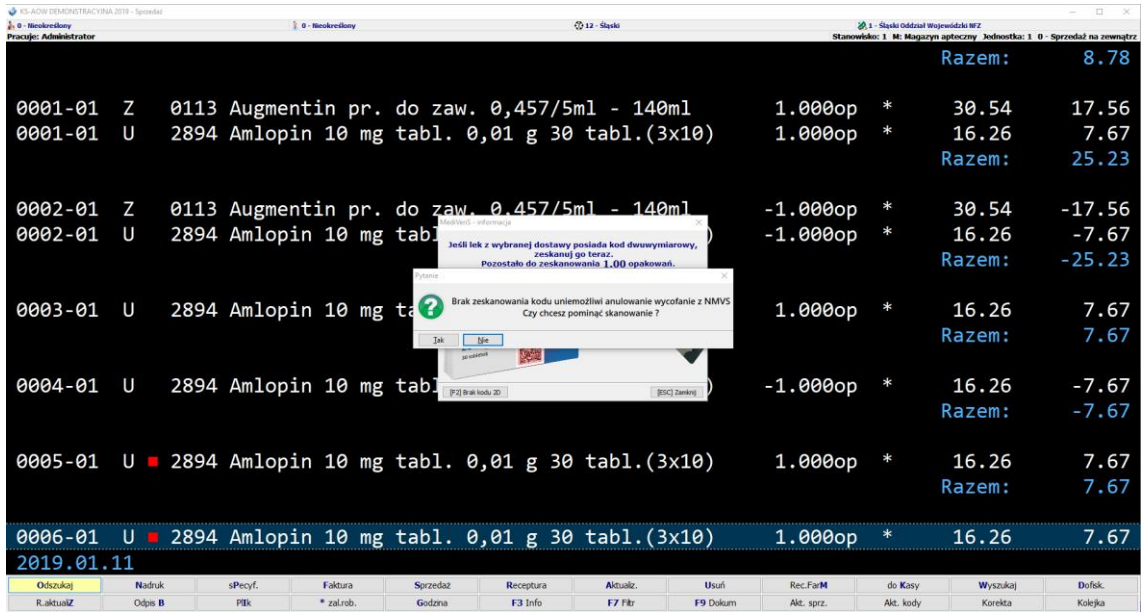 KS-AOW DEMONSTRACYJNA 2019 - Sprzedaż
0 - Nieokreślony 0 - Nieokreślony 12 - Śląski 1 - Śląski Oddział Wojewódzki NFZ
Pracuje: Administrator Stanowisko: 1 M: Magazyn apteczny Jednostka: 1 0 - Sprzedaż na zewnątrz
Razem: 8.78
0001-01 Z 0113 Augmentin pr. do zaw. 0,457/5ml - 140ml 1.000op * 30.54 17.56
0001-01 U 2894 Amlopin 10 mg tabl. 0,01 g 30 tabl.(3x10) 1.000op * 16.26 7.67
Razem: 25.23
0002-01 Z 0113 Augmentin pr. do zaw. 0,457/5ml - 140ml -1.000op * 30.54 -17.56
0002-01 U 2894 Amlopin 10 mg tabl ) -1.000op * 16.26 -7.67
Razem: -25.23
MediVeriS - informacja
Jeśli lek z wybranej dostawy posiada kod dwuwymiarowy,
zeskanuj go teraz.
Pozostało do zeskanowania 1.00 opakowań.
Pytanie
Brak zeskanowania kodu uniemożliwi anulowanie wycofanie z NMVS
Czy chcesz pominąć skanowanie ?
Tak Nie
30 tabletek
[F2] Brak kodu 2D [ESC] Zamknij
0003-01 U 2894 Amlopin 10 mg ta 1.000op * 16.26 7.67
Razem: 7.67
0004-01 U 2894 Amlopin 10 mg tabl ) -1.000op * 16.26 -7.67
Razem: -7.67
0005-01 U 2894 Amlopin 10 mg tabl. 0,01 g 30 tabl.(3x10) 1.000op * 16.26 7.67
Razem: 7.67
0006-01 U 2894 Amlopin 10 mg tabl. 0,01 g 30 tabl.(3x10) 1.000op * 16.26 7.67
2019.01.11
Odszukaj Nadruk sPecyf. Faktura Sprzedaż Receptura Aktualiz. Usuń Rec.FarM do Kasy Wyszukaj Dofisk.
R.aktualiZ Odpis B PlIk * zal.rob. Godzina F3 Info F7 Filtr F9 Dokum Akt. sprz. Akt. kody Korekta Kolejka